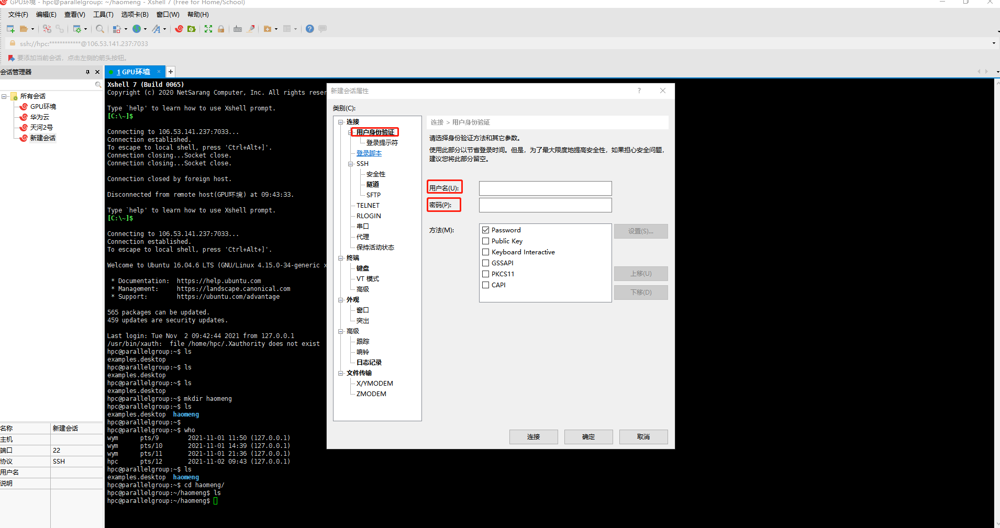 GPU环境 - hpc@parallelgroup: ~/haomeng - Xshell 7 (Free for Home/School)
文件(F) 编辑(E) 查看(V) 工具(T) 选项卡(B) 窗口(W) 帮助(H)
ssh://hpc:************@106.53.141.237:7033
要添加当前会话，点击左侧的箭头按钮。
会话管理器
1 GPU环境
所有会话
GPU环境
华为云
天河2号
新建会话
名称 新建会话
主机
端口 22
协议 SSH
用户名
说明
Xshell 7 (Build 0065)
Copyright (c) 2020 NetSarang Computer, Inc. All rights reser
Type `help' to learn how to use Xshell prompt.
[C:\~]$
Connecting to 106.53.141.237:7033...
Connection established.
To escape to local shell, press 'Ctrl+Alt+]'.
Connection closing...Socket close.
Connection closing...Socket close.
Connection closed by foreign host.
Disconnected from remote host(GPU环境) at 09:43:33.
Type `help' to learn how to use Xshell prompt.
[C:\~]$
Connecting to 106.53.141.237:7033...
Connection established.
To escape to local shell, press 'Ctrl+Alt+]'.
Welcome to Ubuntu 16.04.6 LTS (GNU/Linux 4.15.0-34-generic x
* Documentation:  https://help.ubuntu.com
* Management:     https://landscape.canonical.com
* Support:        https://ubuntu.com/advantage
565 packages can be updated.
459 updates are security updates.
Last login: Tue Nov  2 09:42:44 2021 from 127.0.0.1
/usr/bin/xauth:  file /home/hpc/.Xauthority does not exist
hpc@parallelgroup:~$ ls
examples.desktop
hpc@parallelgroup:~$ ls
examples.desktop
hpc@parallelgroup:~$ ls
examples.desktop
hpc@parallelgroup:~$ mkdir haomeng
hpc@parallelgroup:~$ ls
examples.desktop  haomeng
hpc@parallelgroup:~$
hpc@parallelgroup:~$ who
wym      pts/9        2021-11-01 11:50 (127.0.0.1)
wym      pts/10       2021-11-01 14:39 (127.0.0.1)
wym      pts/11       2021-11-01 21:36 (127.0.0.1)
hpc      pts/12       2021-11-02 09:43 (127.0.0.1)
hpc@parallelgroup:~$ ls
examples.desktop  haomeng
hpc@parallelgroup:~$ cd haomeng/
hpc@parallelgroup:~/haomeng$ ls
hpc@parallelgroup:~/haomeng$
新建会话属性
类别(C):
连接
用户身份验证
登录提示符
登录脚本
SSH
安全性
隧道
SFTP
TELNET
RLOGIN
串口
代理
保持活动状态
终端
键盘
VT 模式
高级
外观
窗口
突出
高级
跟踪
响铃
日志记录
文件传输
X/YMODEM
ZMODEM
连接 > 用户身份验证
请选择身份验证方法和其它参数。
使用此部分以节省登录时间。但是，为了最大限度地提高安全性，如果担心安全问题，
建议您将此部分留空。
用户名(U):
密码(P):
方法(M):
Password
Public Key
Keyboard Interactive
GSSAPI
PKCS11
CAPI
设置(S)...
上移(U)
下移(D)
连接 确定 取消